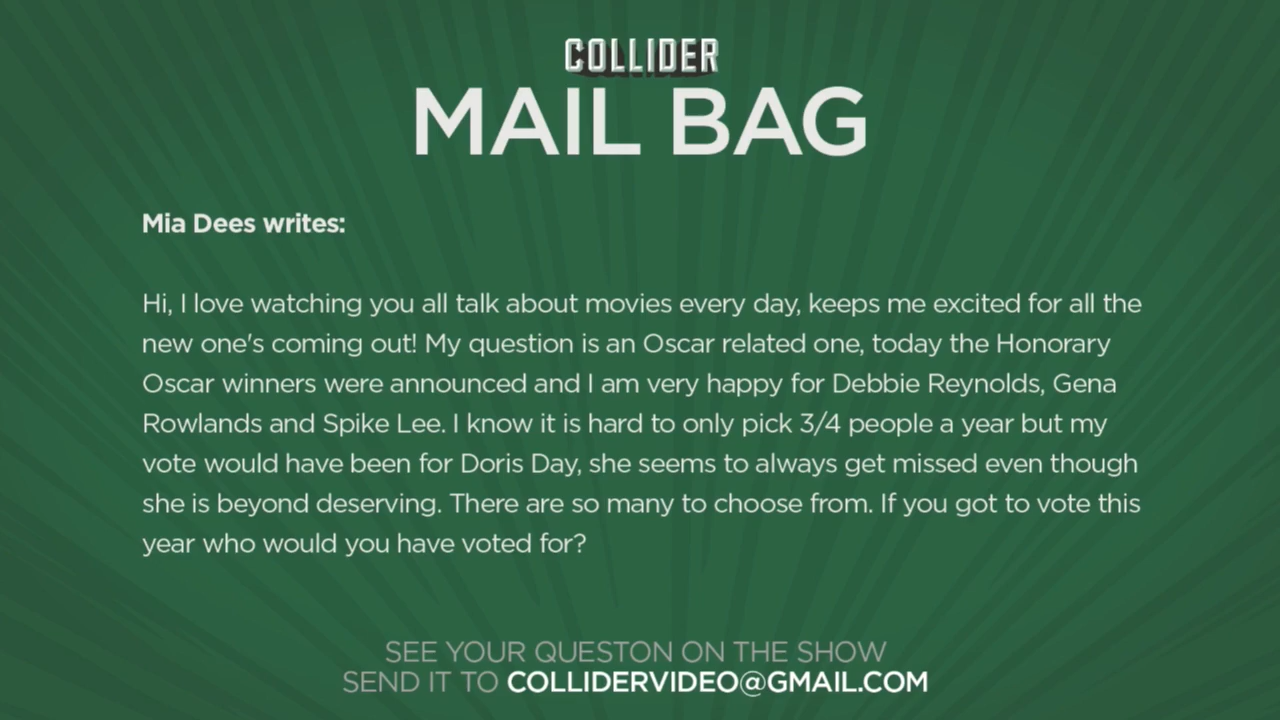 COLLIDER
MAIL BAG
Mia Dees writes:
Hi, I love watching you all talk about movies every day, keeps me excited for all the
new one's coming out! My question is an Oscar related one, today the Honorary
Oscar winners were announced and I am very happy for Debbie Reynolds, Gena
Rowlands and Spike Lee. I know it is hard to only pick 3/4 people a year but my
vote would have been for Doris Day, she seems to always get missed even though
she is beyond deserving. There are so many to choose from. If you got to vote this
year who would you have voted for?
SEE YOUR QUESTON ON THE SHOW
SEND IT TO COLLIDERVIDEO@GMAIL.COM